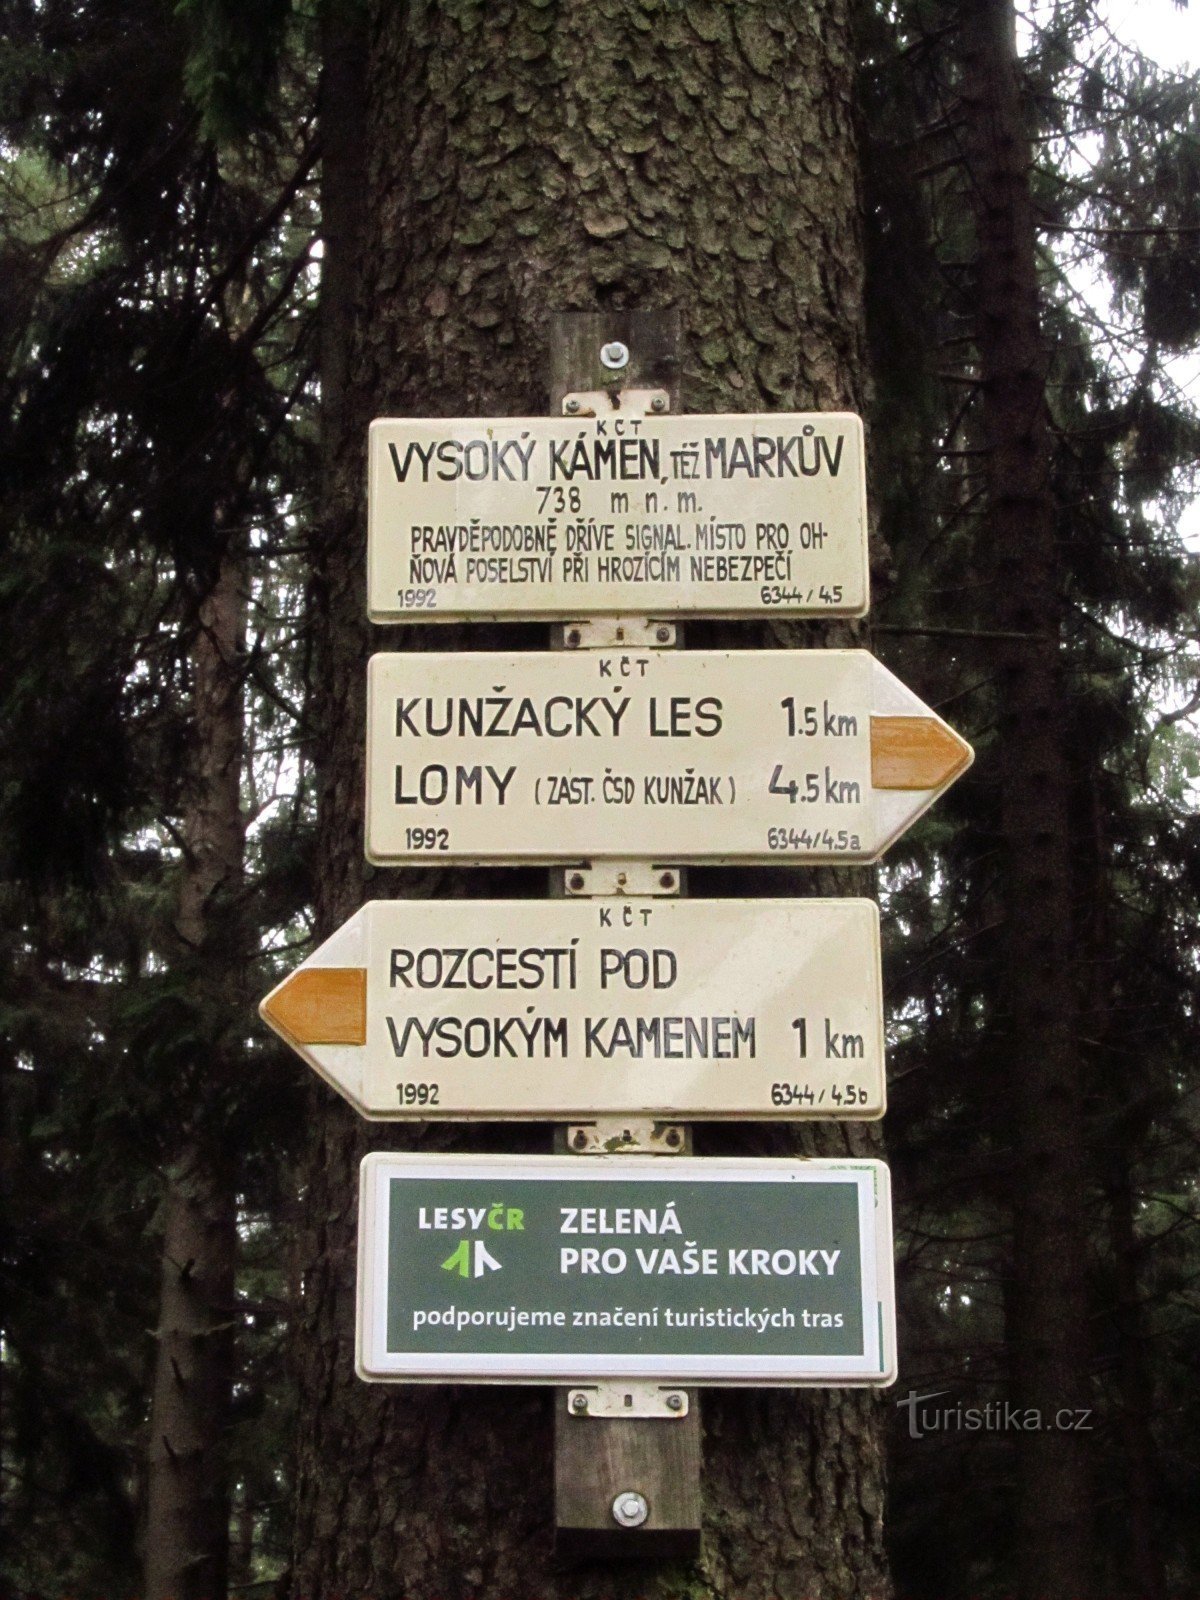 KČT
VYSOKÝ KÁMEN, TÉŽ MARKŮV
738 m n. m.
PRAVDĚPODOBNĚ DŘÍVE SIGNAL. MÍSTO PRO OH-
ŇOVÁ POSELSTVÍ PŘI HROZÍCÍM NEBEZPEČÍ
1992 6344/4.5
KČT
KUNŽACKÝ LES 1.5 km
LOMY (ZAST. ČSD KUNŽAK) 4.5 km
1992 6344/4.5a
KČT
ROZCESTÍ POD
VYSOKÝM KAMENEM 1 km
1992 6344/4.5b
LESYČR ZELENÁ
PRO VAŠE KROKY
podporujeme značení turistických tras
Turistika.cz